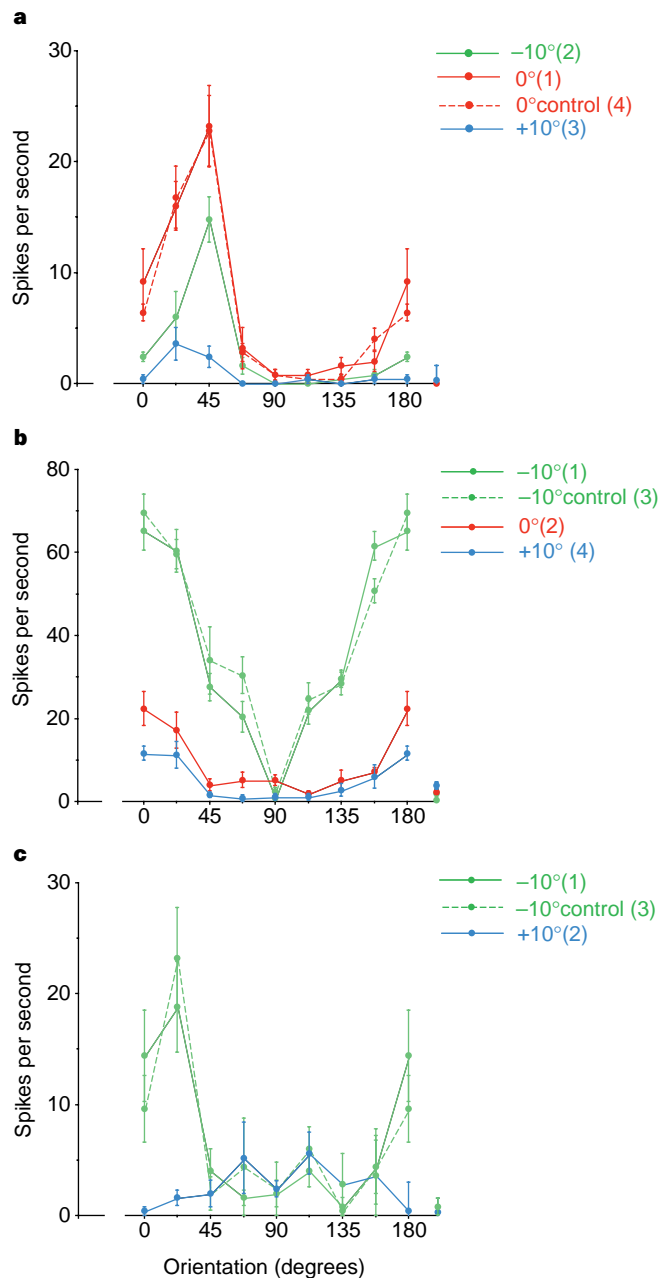 a
30
20
10
0
Spikes per second
0 45 90 135 180
–10°(2)
0°(1)
0°control (4)
+10°(3)
b
80
60
40
20
0
Spikes per second
0 45 90 135 180
–10°(1)
–10°control (3)
0°(2)
+10° (4)
c
30
20
10
0
Spikes per second
0 45 90 135 180
Orientation (degrees)
–10°(1)
–10°control (3)
+10°(2)